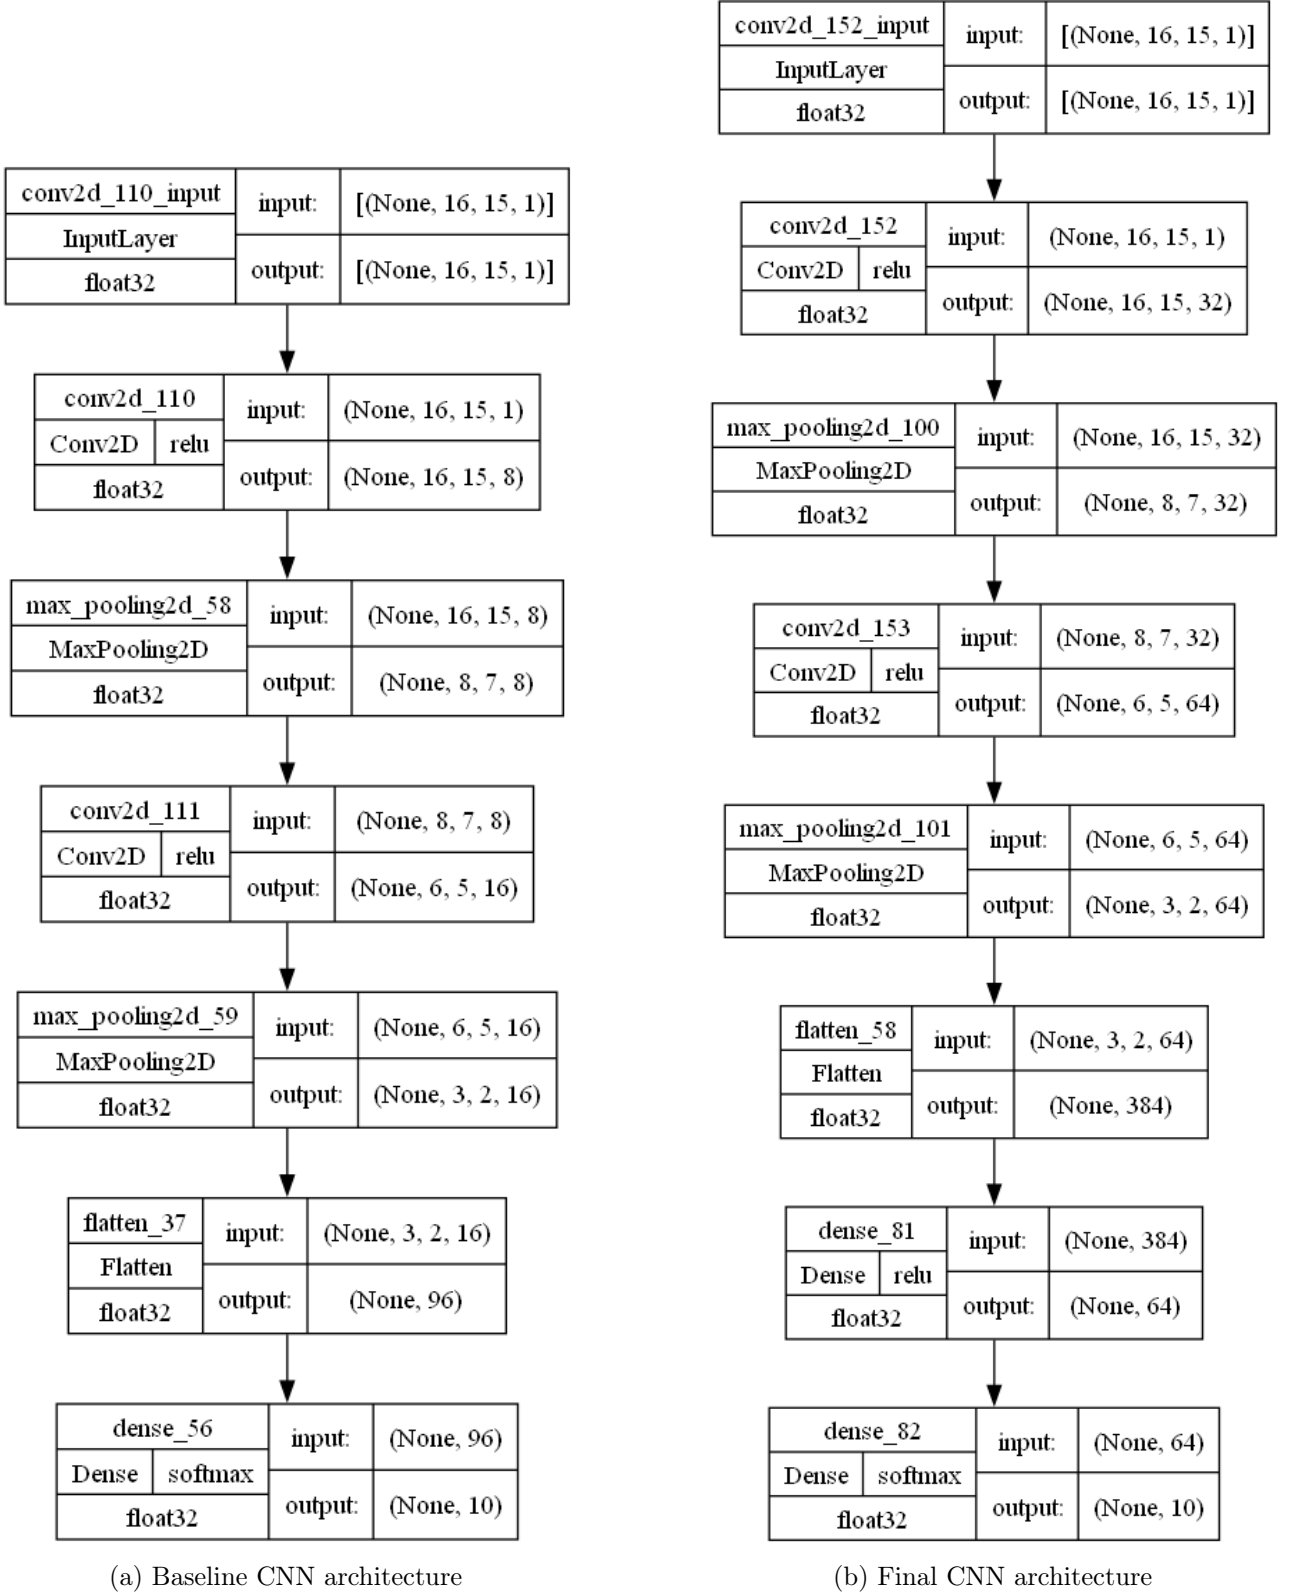 conv2d_110_input
InputLayer
float32
input:
[(None, 16, 15, 1)]
output:
[(None, 16, 15, 1)]
conv2d_110
Conv2D
relu
float32
input:
(None, 16, 15, 1)
output:
(None, 16, 15, 8)
max_pooling2d_58
MaxPooling2D
float32
input:
(None, 16, 15, 8)
output:
(None, 8, 7, 8)
conv2d_111
Conv2D
relu
float32
input:
(None, 8, 7, 8)
output:
(None, 6, 5, 16)
max_pooling2d_59
MaxPooling2D
float32
input:
(None, 6, 5, 16)
output:
(None, 3, 2, 16)
flatten_37
Flatten
float32
input:
(None, 3, 2, 16)
output:
(None, 96)
dense_56
Dense
softmax
float32
input:
(None, 96)
output:
(None, 10)
(a) Baseline CNN architecture
conv2d_152_input
InputLayer
float32
input:
[(None, 16, 15, 1)]
output:
[(None, 16, 15, 1)]
conv2d_152
Conv2D
relu
float32
input:
(None, 16, 15, 1)
output:
(None, 16, 15, 32)
max_pooling2d_100
MaxPooling2D
float32
input:
(None, 16, 15, 32)
output:
(None, 8, 7, 32)
conv2d_153
Conv2D
relu
float32
input:
(None, 8, 7, 32)
output:
(None, 6, 5, 64)
max_pooling2d_101
MaxPooling2D
float32
input:
(None, 6, 5, 64)
output:
(None, 3, 2, 64)
flatten_58
Flatten
float32
input:
(None, 3, 2, 64)
output:
(None, 384)
dense_81
Dense
relu
float32
input:
(None, 384)
output:
(None, 64)
dense_82
Dense
softmax
float32
input:
(None, 64)
output:
(None, 10)
(b) Final CNN architecture